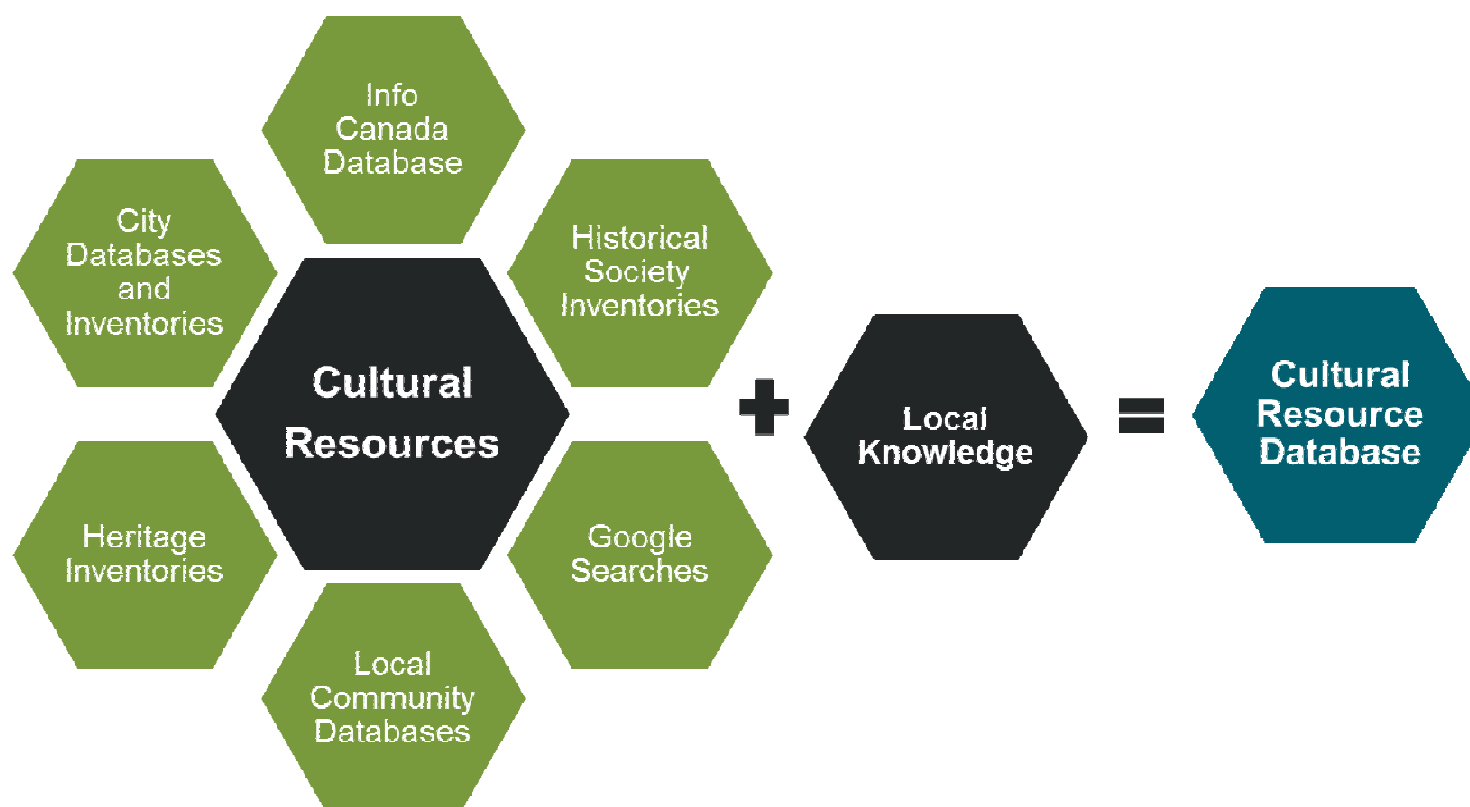 Info
Canada
Database
City
Databases
and
Inventories
Historical
Society
Inventories
Cultural
Resources
Heritage
Inventories
Google
Searches
Local
Community
Databases
+
Local
Knowledge
=
Cultural
Resource
Database